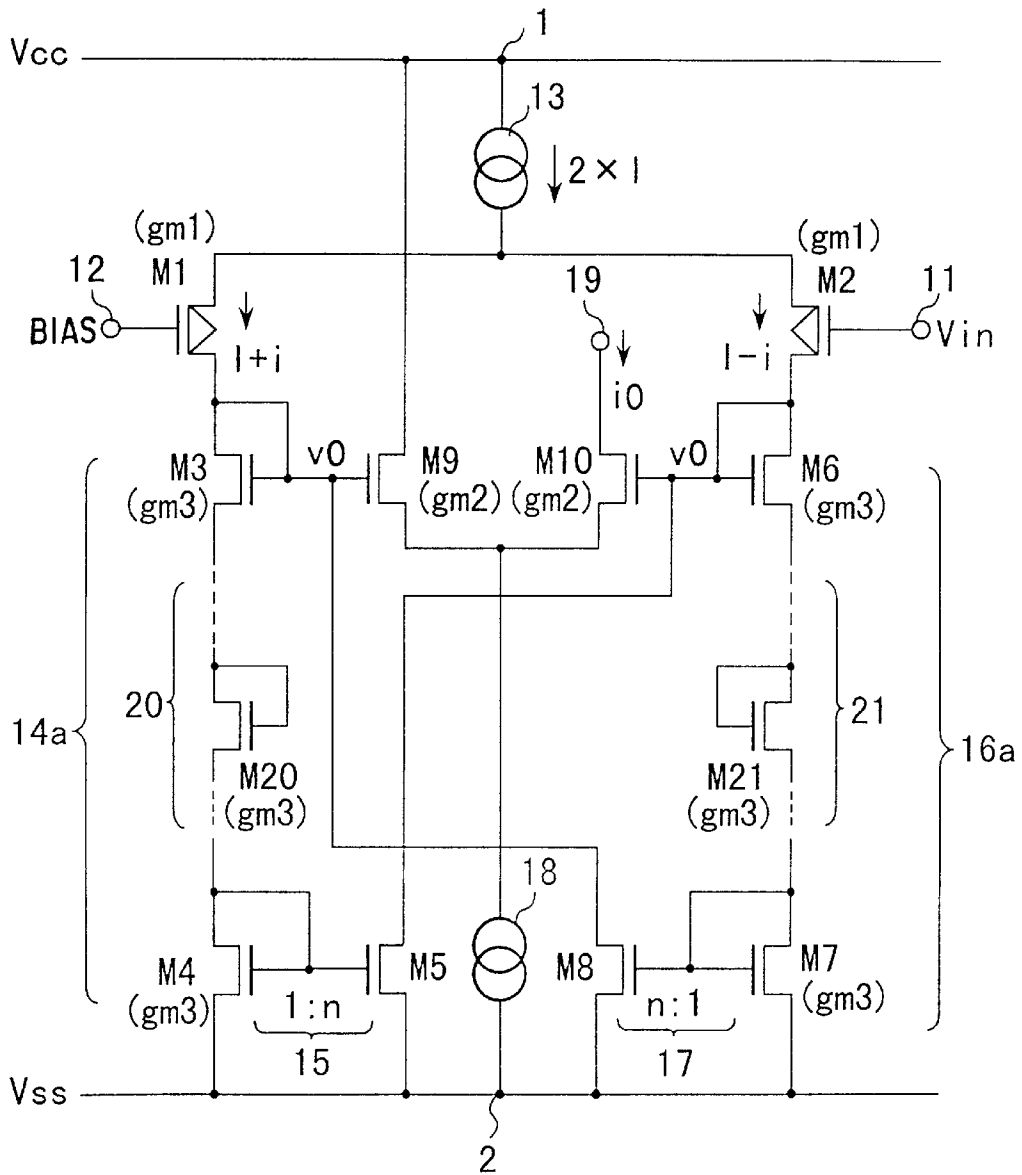 1
Vcc
13
2 × I
(gm1)
(gm1)
12
M1
19
M2
11
BIAS
Vin
I+i
i0
I−i
M3
v0
M9
M10
v0
M6
(gm3)
(gm2)
(gm2)
(gm3)
20
21
14a
16a
M20
M21
(gm3)
(gm3)
18
M4
M5
M8
M7
(gm3)
1:n
n:1
(gm3)
15
17
Vss
2